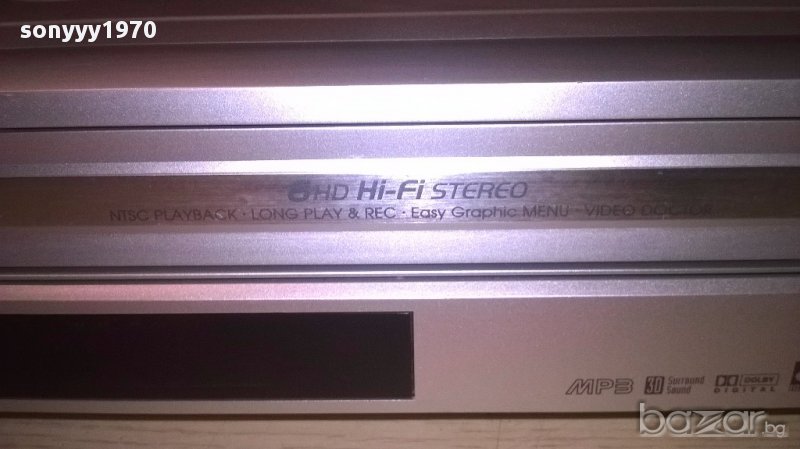 sonyyy1970
6HD Hi-Fi STEREO
NTSC PLAYBACK · LONG PLAY & REC · Easy Graphic MENU · VIDEO DOCTOR
MP3 3D Surround Sound DOLBY DIGITAL
bazar.bg